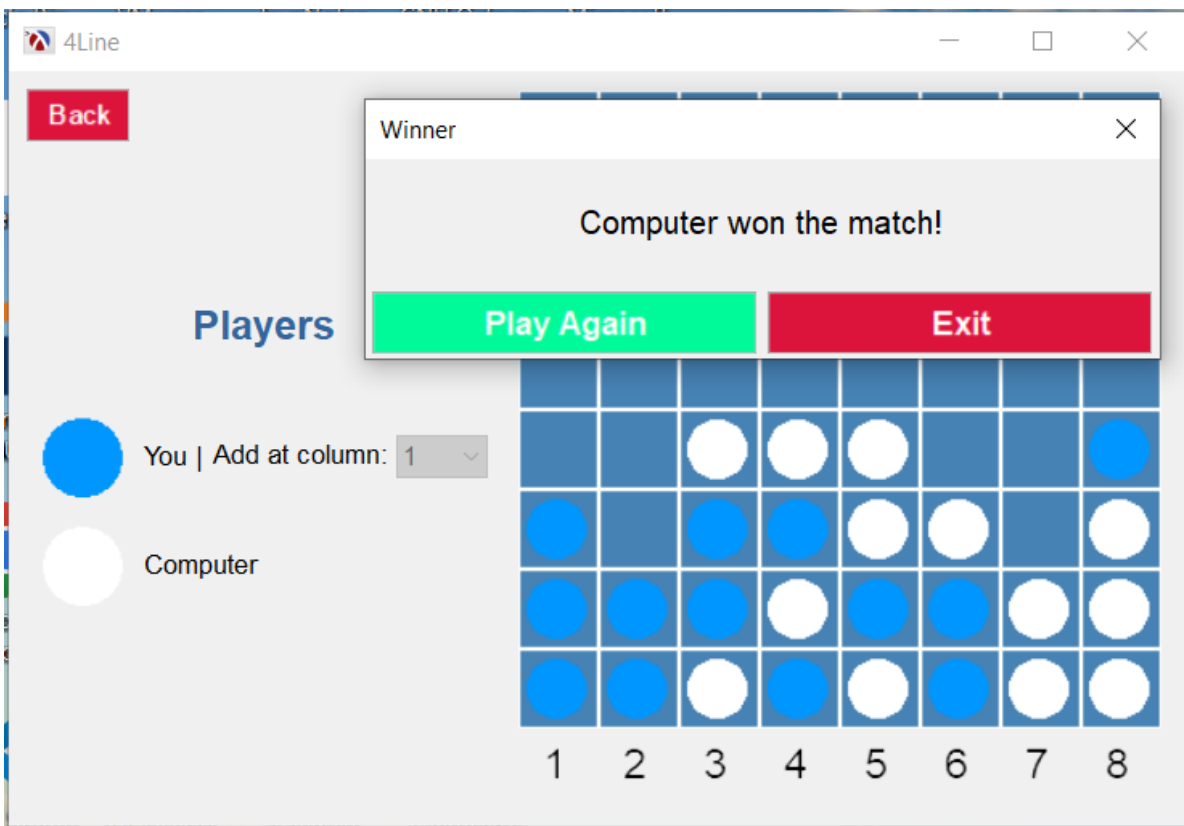 4Line
Back
Winner
Computer won the match!
Play Again
Exit
Players
You | Add at column: 1
Computer
1 2 3 4 5 6 7 8